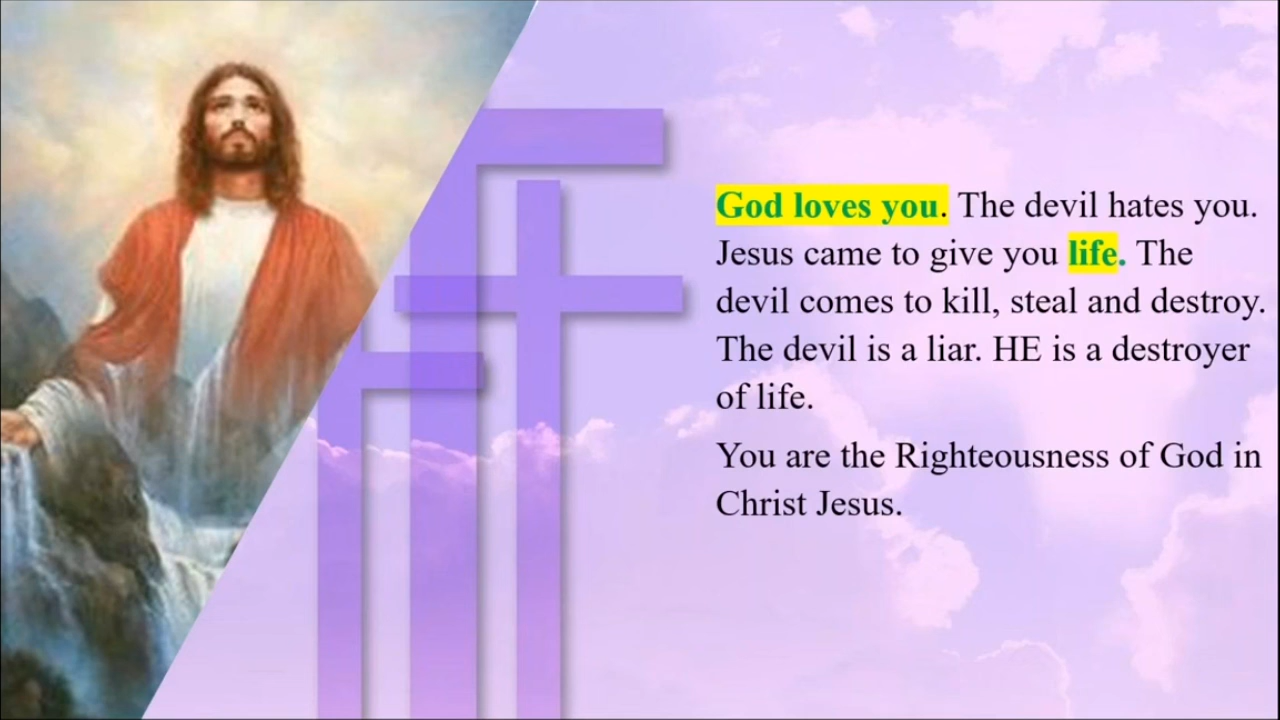 God loves you. The devil hates you.
Jesus came to give you life. The
devil comes to kill, steal and destroy.
The devil is a liar. HE is a destroyer
of life.
You are the Righteousness of God in
Christ Jesus.